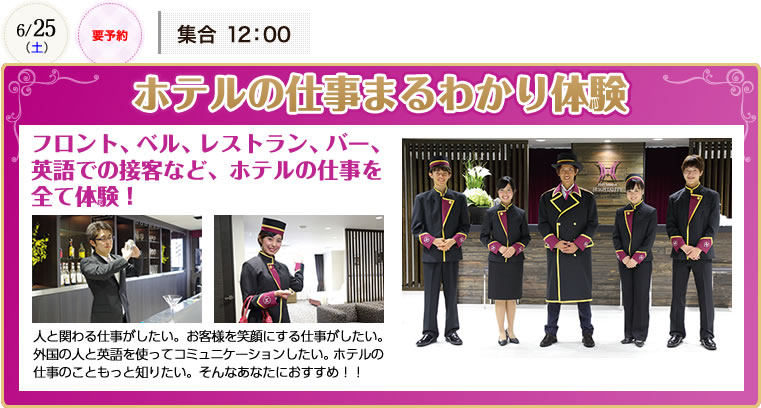 6/25
（土）
要予約
集合 12：00
ホテルの仕事まるわかり体験
フロント、ベル、レストラン、バー、
英語での接客など、ホテルの仕事を
全て体験！
人と関わる仕事がしたい。お客様を笑顔にする仕事がしたい。
外国の人と英語を使ってコミュニケーションしたい。ホテルの
仕事のこともっと知りたい。そんなあなたにおすすめ！！